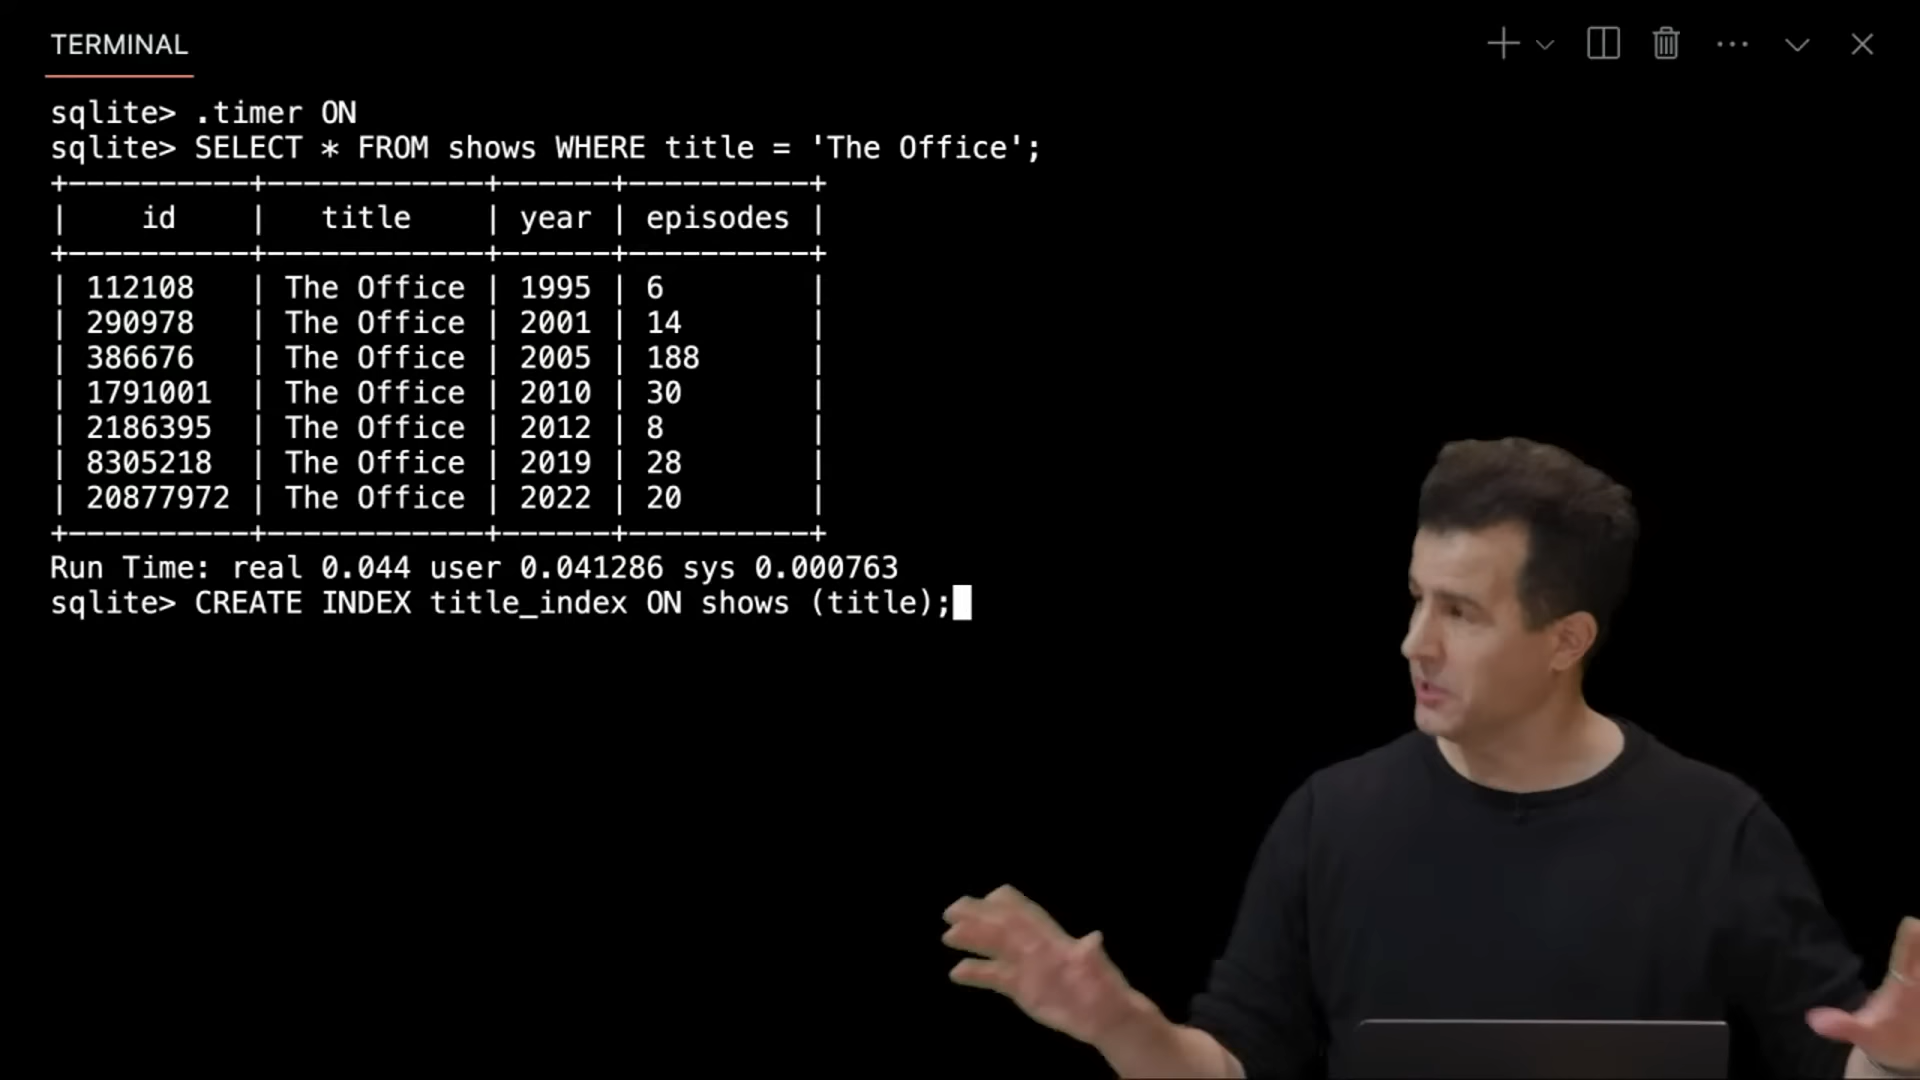 TERMINAL
sqlite> .timer ON
sqlite> SELECT * FROM shows WHERE title = 'The Office';
+----------+------------+------+----------+
|    id    |   title    | year | episodes |
+----------+------------+------+----------+
| 112108   | The Office | 1995 | 6        |
| 290978   | The Office | 2001 | 14       |
| 386676   | The Office | 2005 | 188      |
| 1791001  | The Office | 2010 | 30       |
| 2186395  | The Office | 2012 | 8        |
| 8305218  | The Office | 2019 | 28       |
| 20877972 | The Office | 2022 | 20       |
+----------+------------+------+----------+
Run Time: real 0.044 user 0.041286 sys 0.000763
sqlite> CREATE INDEX title_index ON shows (title);